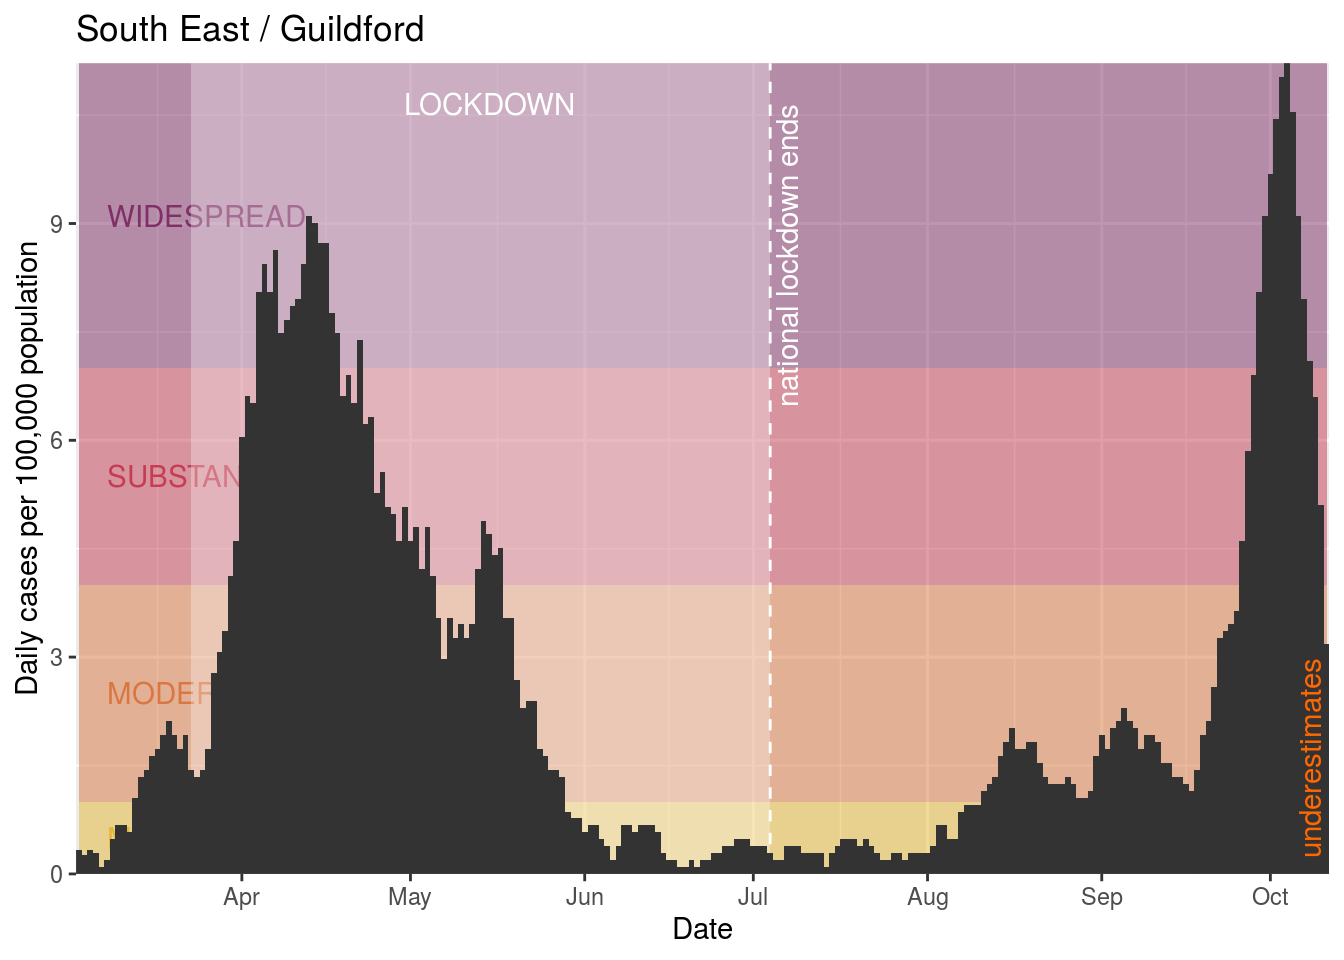 South East / Guildford
LOCKDOWN
national lockdown ends
WIDESPREAD
SUBSTAN
MODER
underestimates
Daily cases per 100,000 population
9
6
3
0
Apr
May
Jun
Jul
Aug
Sep
Oct
Date